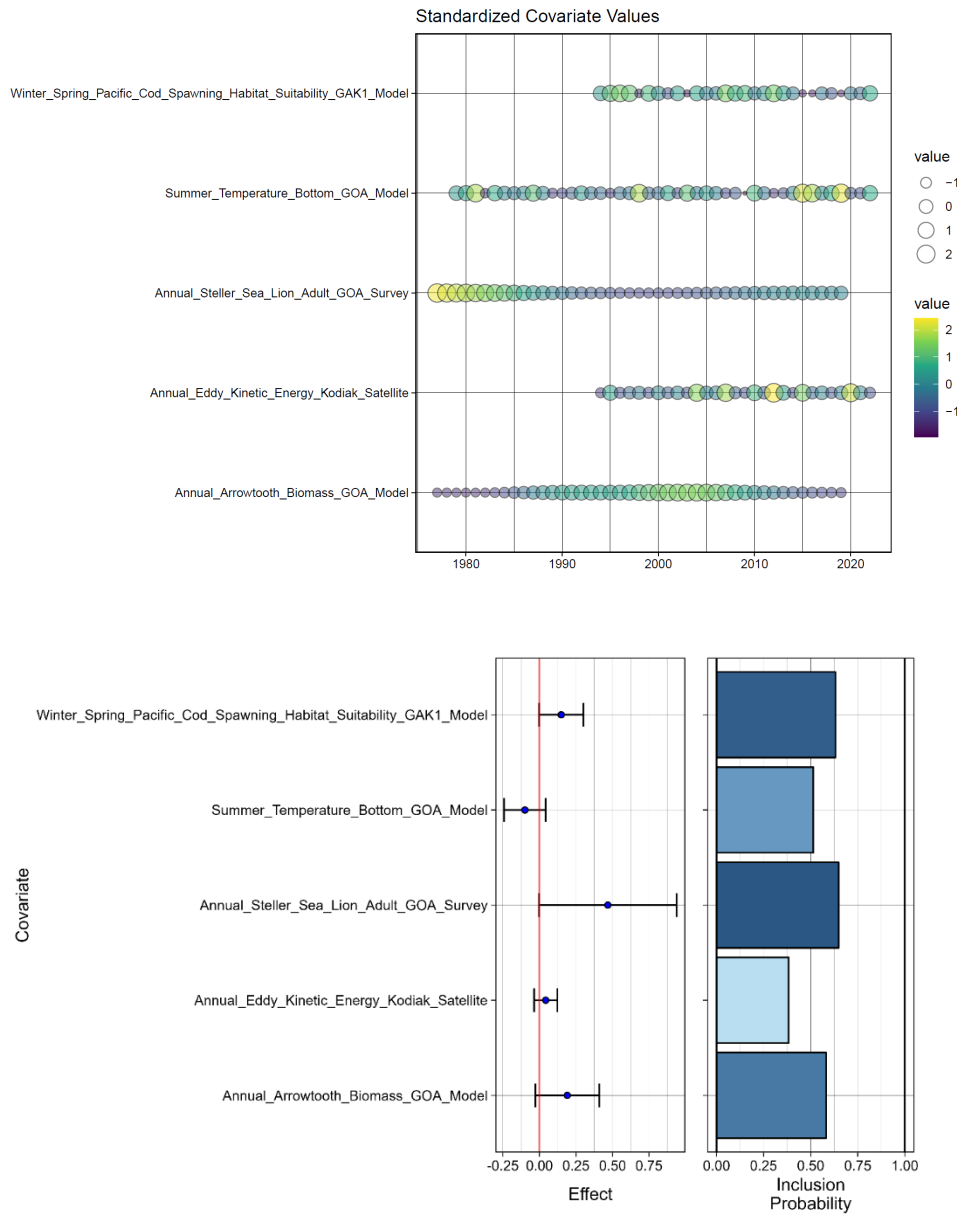 Standardized Covariate Values
Winter_Spring_Pacific_Cod_Spawning_Habitat_Suitability_GAK1_Model
Summer_Temperature_Bottom_GOA_Model
Annual_Steller_Sea_Lion_Adult_GOA_Survey
Annual_Eddy_Kinetic_Energy_Kodiak_Satellite
Annual_Arrowtooth_Biomass_GOA_Model
1980 1990 2000 2010 2020
value
−1
0
1
2
value
2
1
0
−1
Covariate
Winter_Spring_Pacific_Cod_Spawning_Habitat_Suitability_GAK1_Model
Summer_Temperature_Bottom_GOA_Model
Annual_Steller_Sea_Lion_Adult_GOA_Survey
Annual_Eddy_Kinetic_Energy_Kodiak_Satellite
Annual_Arrowtooth_Biomass_GOA_Model
-0.25 0.00 0.25 0.50 0.75
Effect
0.00 0.25 0.50 0.75 1.00
Inclusion
Probability